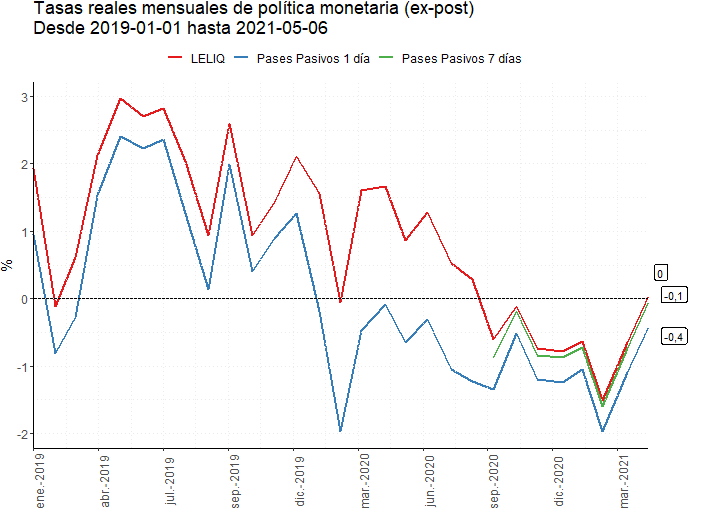 Tasas reales mensuales de política monetaria (ex-post)
Desde 2019-01-01 hasta 2021-05-06
LELIQ Pases Pasivos 1 día Pases Pasivos 7 días
%
3
2
1
0
-1
-2
0
-0,1
-0,4
ene.-2019 abr.-2019 jul.-2019 sep.-2019 dic.-2019 mar.-2020 jun.-2020 sep.-2020 dic.-2020 mar.-2021